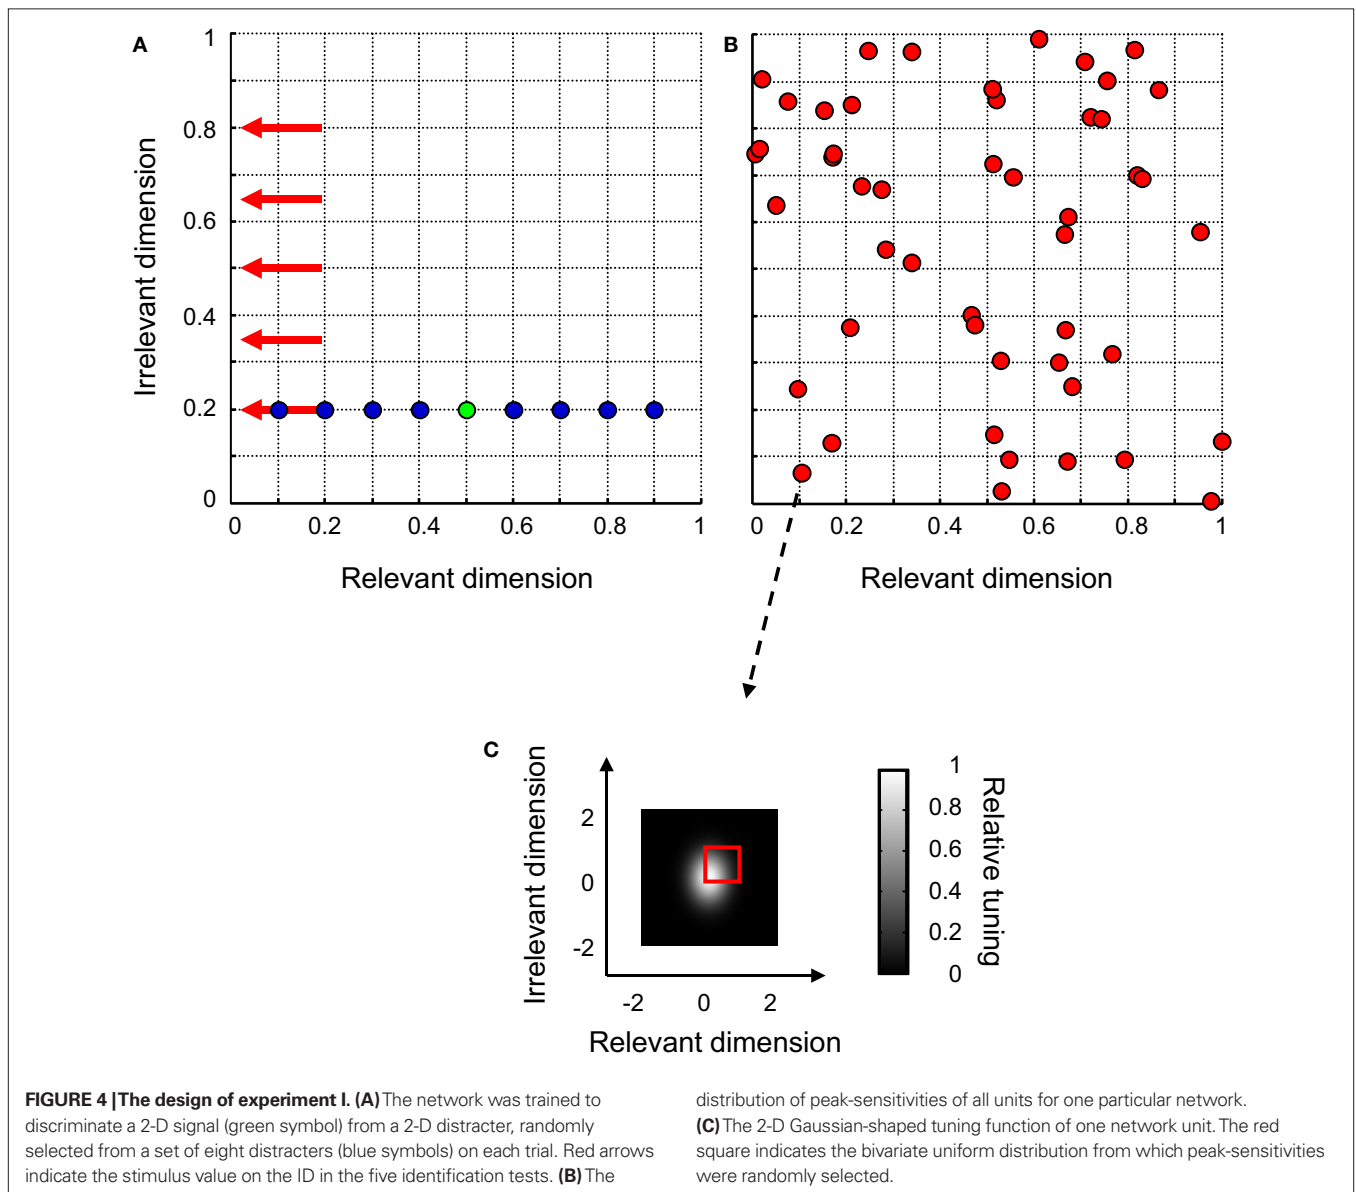 A
1
0.8
0.6
0.4
0.2
0
Irrelevant dimension
0 0.2 0.4 0.6 0.8 1
Relevant dimension
B
0 0.2 0.4 0.6 0.8 1
Relevant dimension
C
Irrelevant dimension
2
0
-2
-2 0 2
Relevant dimension
1
0.8
0.6
0.4
0.2
0
Relative tuning
FIGURE 4 | The design of experiment I. (A) The network was trained to
discriminate a 2-D signal (green symbol) from a 2-D distracter, randomly
selected from a set of eight distracters (blue symbols) on each trial. Red arrows
indicate the stimulus value on the ID in the five identification tests. (B) The
distribution of peak-sensitivities of all units for one particular network.
(C) The 2-D Gaussian-shaped tuning function of one network unit. The red
square indicates the bivariate uniform distribution from which peak-sensitivities
were randomly selected.